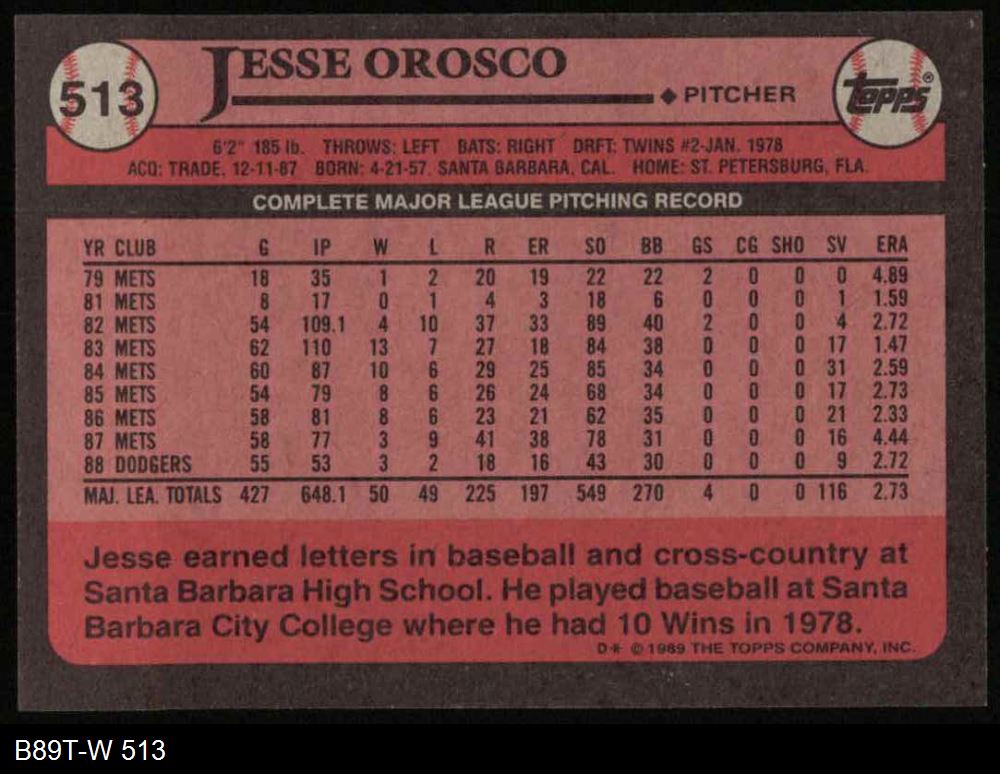 513
JESSE OROSCO
◆ PITCHER
Topps®
6'2" 185 lb. THROWS: LEFT BATS: RIGHT DRFT: TWINS #2-JAN. 1978
ACQ: TRADE, 12-11-87 BORN: 4-21-57, SANTA BARBARA, CAL. HOME: ST. PETERSBURG, FLA.
COMPLETE MAJOR LEAGUE PITCHING RECORD
YR CLUB G IP W L R ER SO BB GS CG SHO SV ERA
79 METS 18 35 1 2 20 19 22 22 2 0 0 0 4.89
81 METS 8 17 0 1 4 3 18 6 0 0 0 1 1.59
82 METS 54 109.1 4 10 37 33 89 40 2 0 0 4 2.72
83 METS 62 110 13 7 27 18 84 38 0 0 0 17 1.47
84 METS 60 87 10 6 29 25 85 34 0 0 0 31 2.59
85 METS 54 79 8 6 26 24 68 34 0 0 0 17 2.73
86 METS 58 81 8 6 23 21 62 35 0 0 0 21 2.33
87 METS 58 77 3 9 41 38 78 31 0 0 0 16 4.44
88 DODGERS 55 53 3 2 18 16 43 30 0 0 0 9 2.72
MAJ. LEA. TOTALS 427 648.1 50 49 225 197 549 270 4 0 0 116 2.73
Jesse earned letters in baseball and cross-country at
Santa Barbara High School. He played baseball at Santa
Barbara City College where he had 10 Wins in 1978.
D* © 1989 THE TOPPS COMPANY, INC.
B89T-W 513